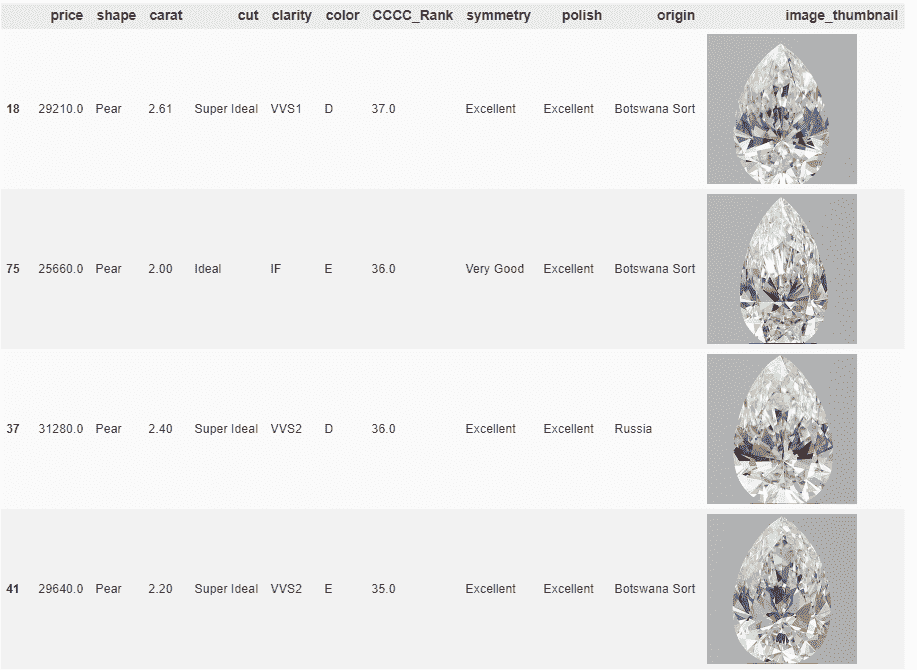 price shape carat cut clarity color CCCC_Rank symmetry polish origin image_thumbnail
18 29210.0 Pear 2.61 Super Ideal VVS1 D 37.0 Excellent Excellent Botswana Sort
75 25660.0 Pear 2.00 Ideal IF E 36.0 Very Good Excellent Botswana Sort
37 31280.0 Pear 2.40 Super Ideal VVS2 D 36.0 Excellent Excellent Russia
41 29640.0 Pear 2.20 Super Ideal VVS2 E 35.0 Excellent Excellent Botswana Sort